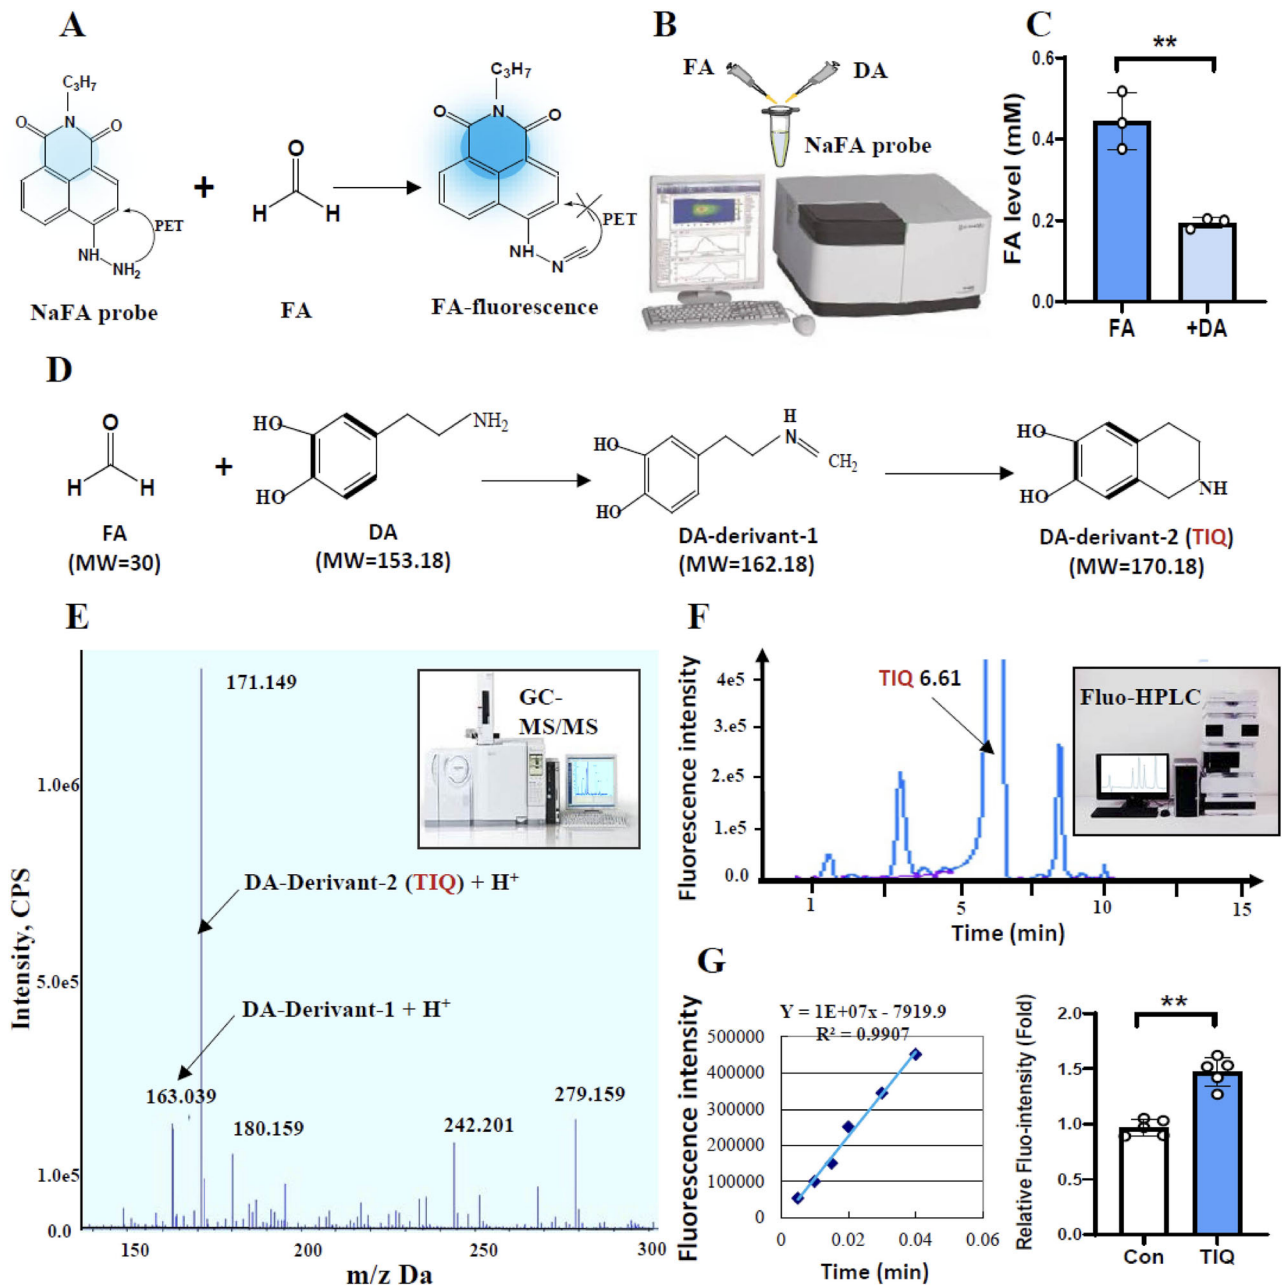 A
C₃H₇
N
O
O
PET
NH
NH₂
NaFA probe
+
O
H
H
FA
C₃H₇
N
O
O
PET
NH
N
FA-fluorescence
B
FA
DA
NaFA probe
C
**
FA level (mM)
0.6
0.4
0.2
0.0
FA
+DA
D
O
H
H
FA
(MW=30)
+
HO
HO
NH₂
DA
(MW=153.18)
HO
HO
H
N
CH₂
DA-derivant-1
(MW=162.18)
HO
HO
NH
DA-derivant-2 (TIQ)
(MW=170.18)
E
Intensity, CPS
1.0e6
5.0e5
1.0e5
0.0
171.149
GC-
MS/MS
DA-Derivant-2 (TIQ) + H⁺
DA-Derivant-1 + H⁺
163.039
180.159
242.201
279.159
150
200
250
300
m/z Da
F
Fluorescence intensity
4e5
3e5
2e5
1e5
0.0
TIQ 6.61
Fluo-HPLC
1
5
10
15
Time (min)
G
Fluorescence intensity
Y = 1E+07x - 7919.9
R² = 0.9907
500000
400000
300000
200000
100000
0
0
0.02
0.04
0.06
Time (min)
Relative Fluo-intensity (Fold)
**
2.0
1.5
1.0
0.5
0.0
Con
TIQ